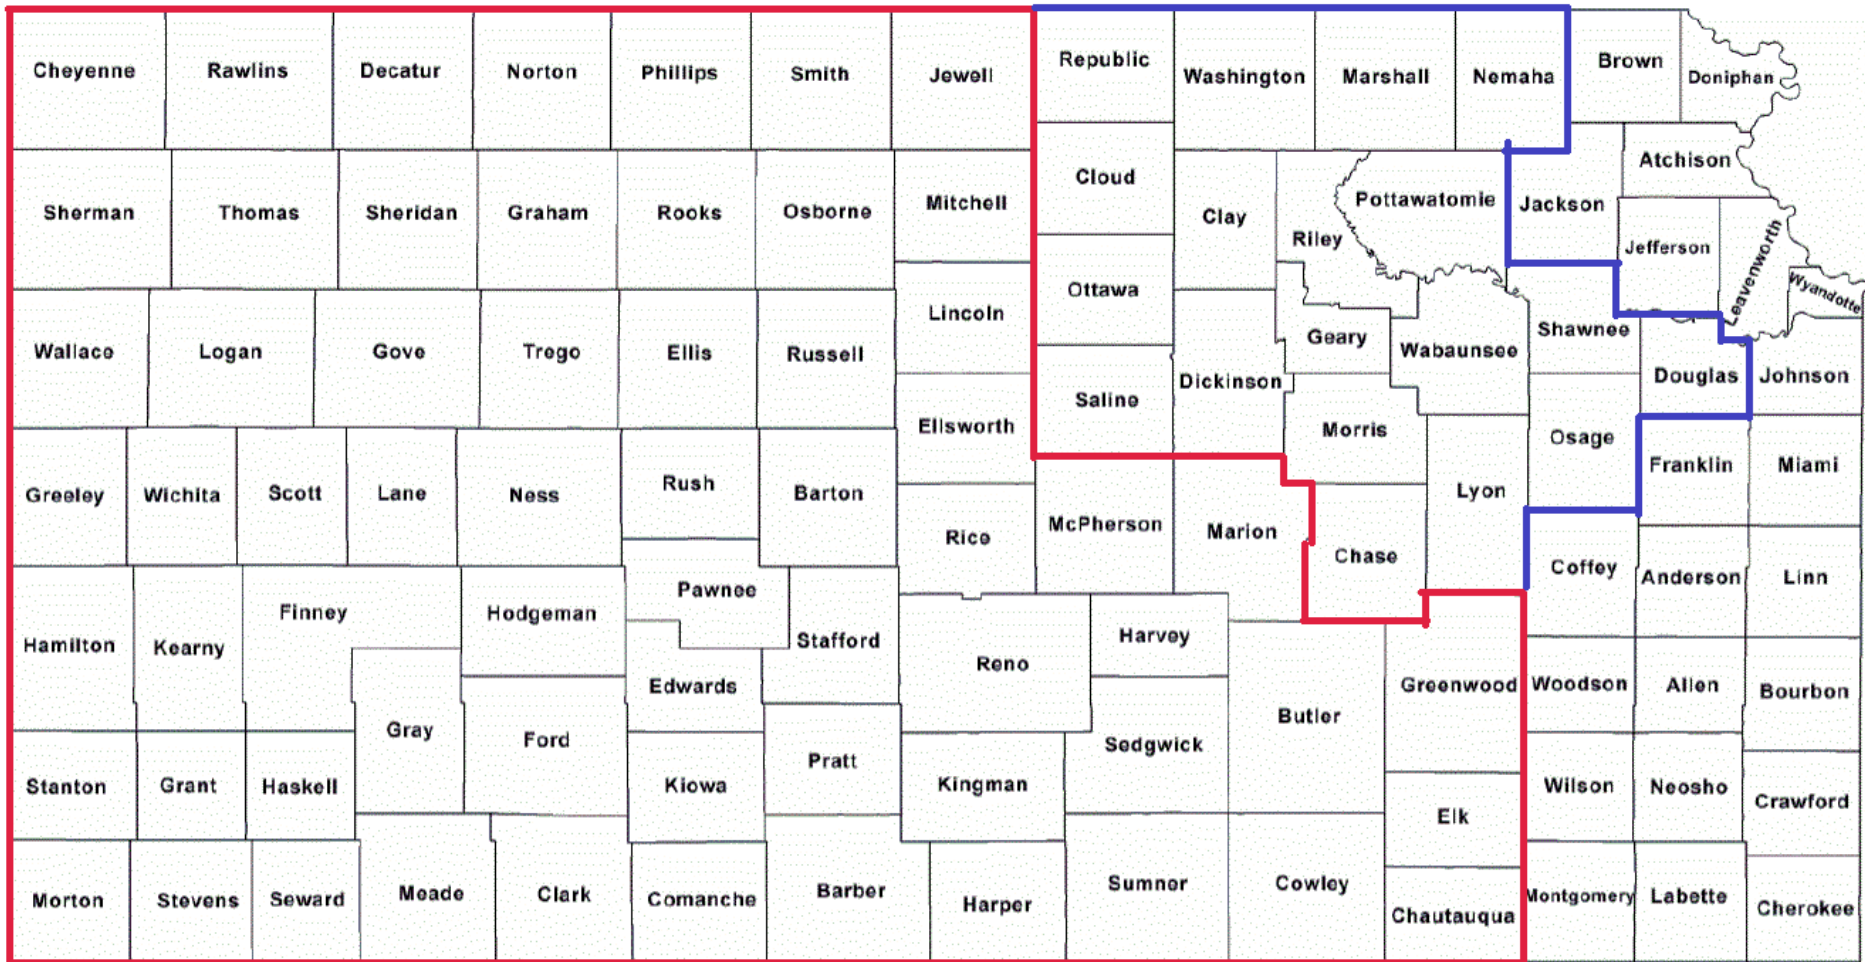 Cheyenne
Rawlins
Decatur
Norton
Phillips
Smith
Jewell
Republic
Washington
Marshall
Nemaha
Brown
Doniphan
Sherman
Thomas
Sheridan
Graham
Rooks
Osborne
Mitchell
Cloud
Clay
Riley
Pottawatomie
Jackson
Atchison
Jefferson
Leavenworth
Wyandotte
Wallace
Logan
Gove
Trego
Ellis
Russell
Lincoln
Ottawa
Geary
Wabaunsee
Shawnee
Douglas
Johnson
Ellsworth
Saline
Dickinson
Morris
Osage
Franklin
Miami
Greeley
Wichita
Scott
Lane
Ness
Rush
Barton
Rice
McPherson
Marion
Chase
Lyon
Coffey
Anderson
Linn
Hamilton
Kearny
Finney
Hodgeman
Pawnee
Stafford
Edwards
Reno
Harvey
Butler
Greenwood
Woodson
Allen
Bourbon
Gray
Ford
Kiowa
Pratt
Kingman
Sedgwick
Elk
Wilson
Neosho
Crawford
Stanton
Grant
Haskell
Morton
Stevens
Seward
Meade
Clark
Comanche
Barber
Harper
Sumner
Cowley
Chautauqua
Montgomery
Labette
Cherokee